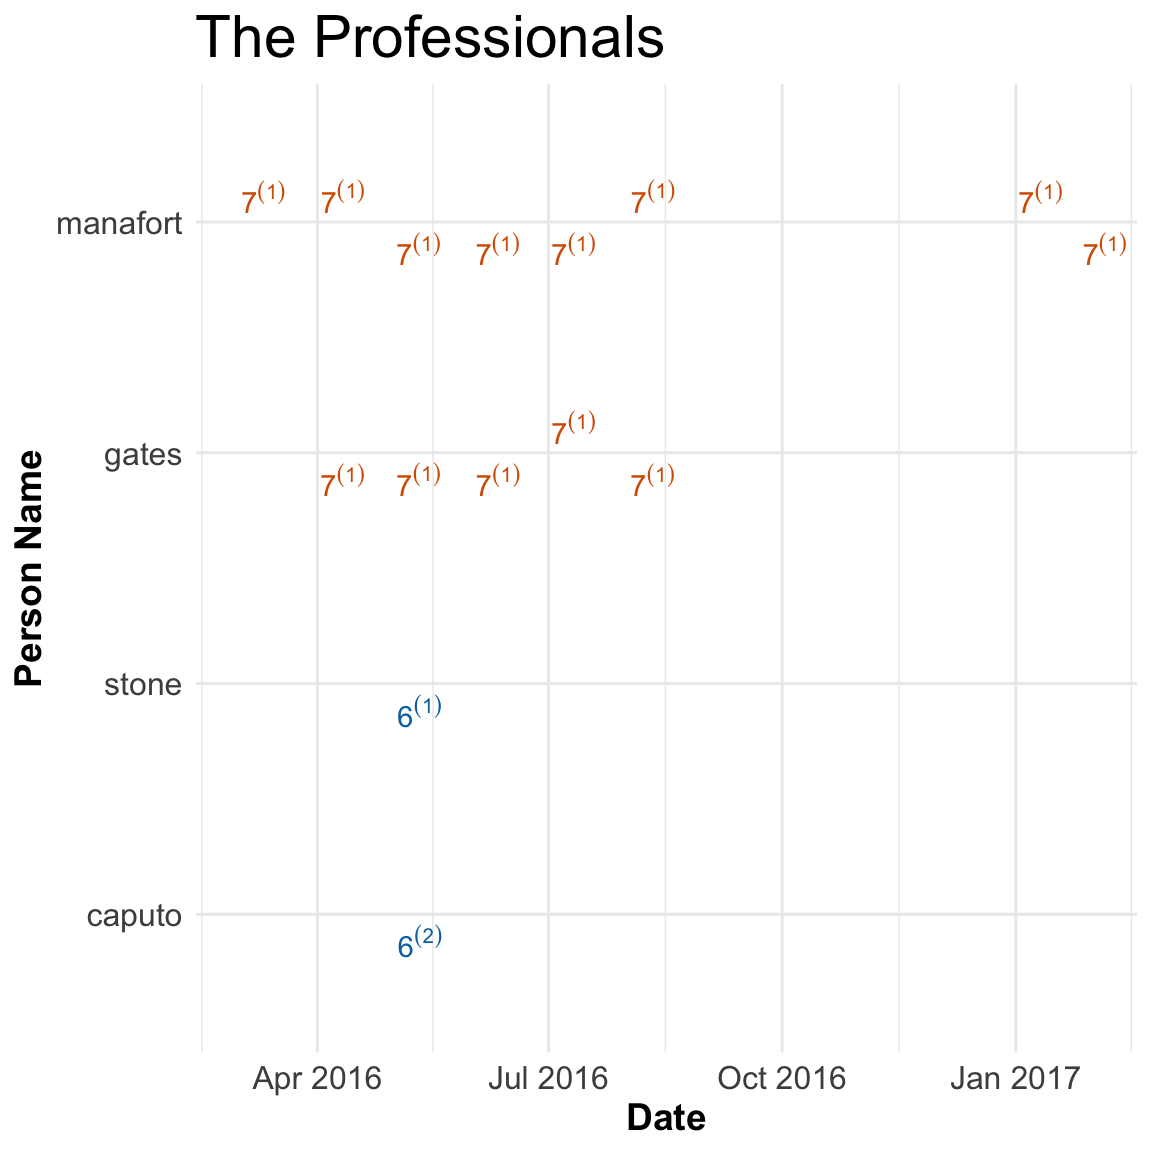 The Professionals
7(1) 7(1) 7(1) 7(1)
manafort
7(1) 7(1) 7(1) 7(1)
7(1)
gates
7(1) 7(1) 7(1) 7(1)
stone
6(1)
caputo
6(2)
Person Name
Apr 2016 Jul 2016 Oct 2016 Jan 2017
Date